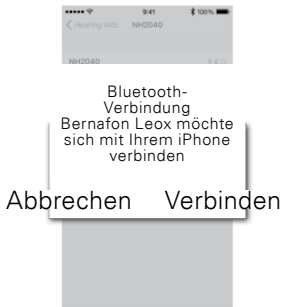 9:41 100%
Hearing Aids NH2040
NH2040
Bluetooth-
Verbindung
Bernafon Leox möchte
sich mit Ihrem iPhone
verbinden
Abbrechen Verbinden